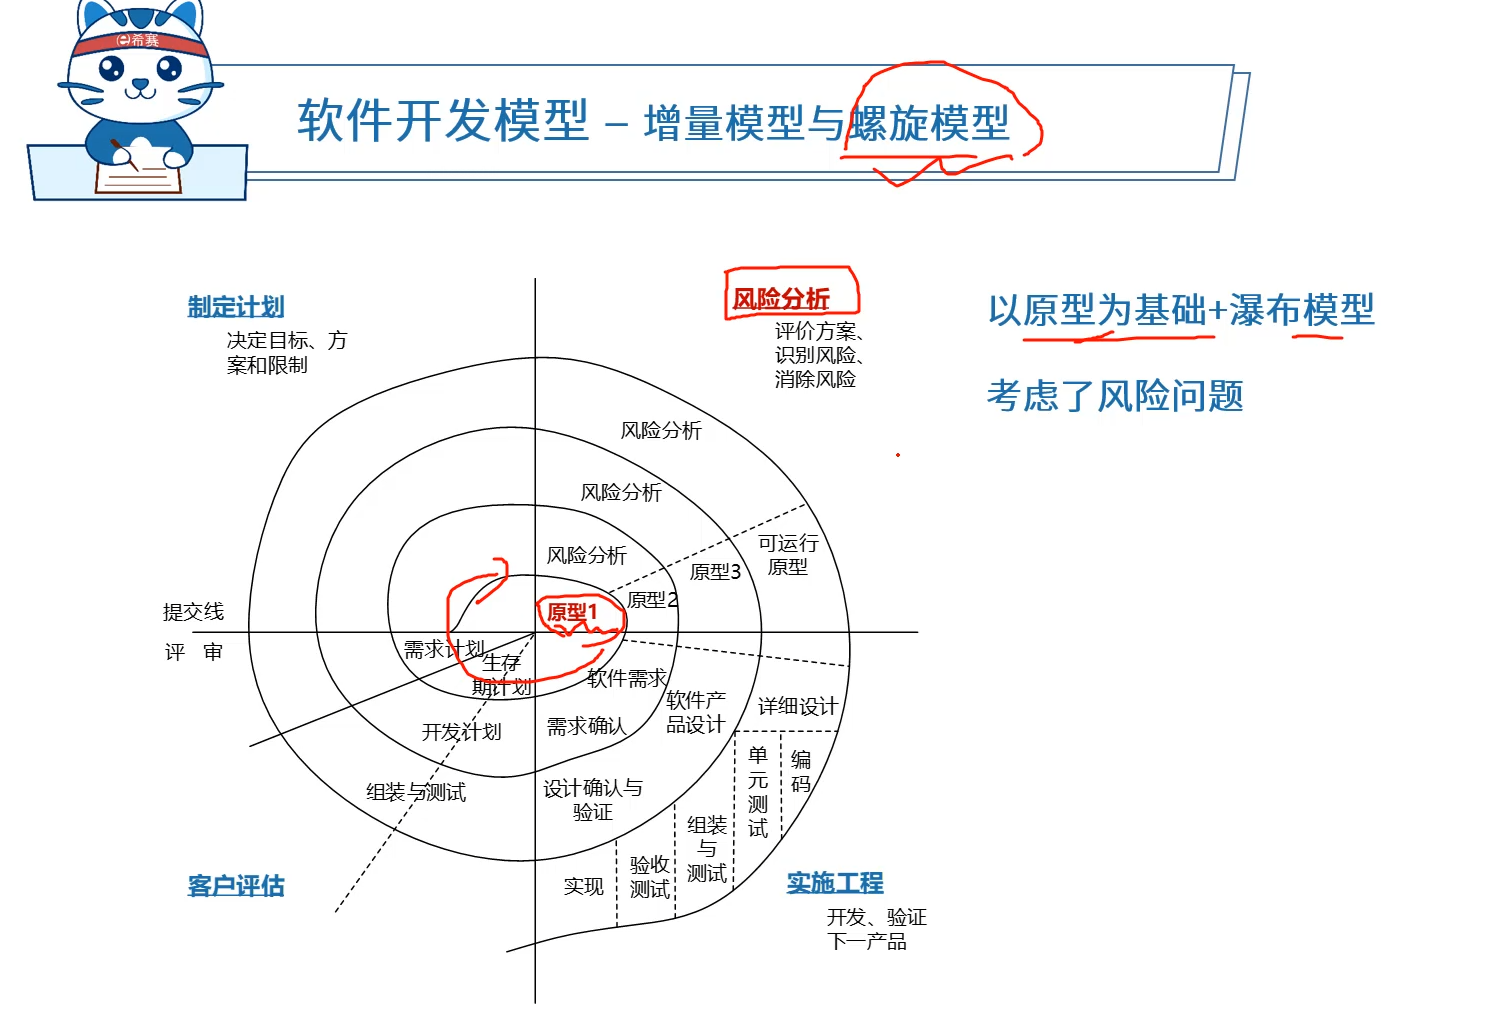 e希赛
软件开发模型 – 增量模型与螺旋模型
制定计划
决定目标、方
案和限制
风险分析
评价方案、
识别风险、
消除风险
以原型为基础+瀑布模型
考虑了风险问题
风险分析
风险分析
风险分析
可运行
原型
原型3
原型2
原型1
提交线
评 审
需求计划
生存
期计划
软件需求
软件产
品设计
详细设计
开发计划
需求确认
单
元
测
试
编
码
组装与测试
设计确认与
验证
组装
与
测试
验收
测试
实现
客户评估
实施工程
开发、验证
下一产品